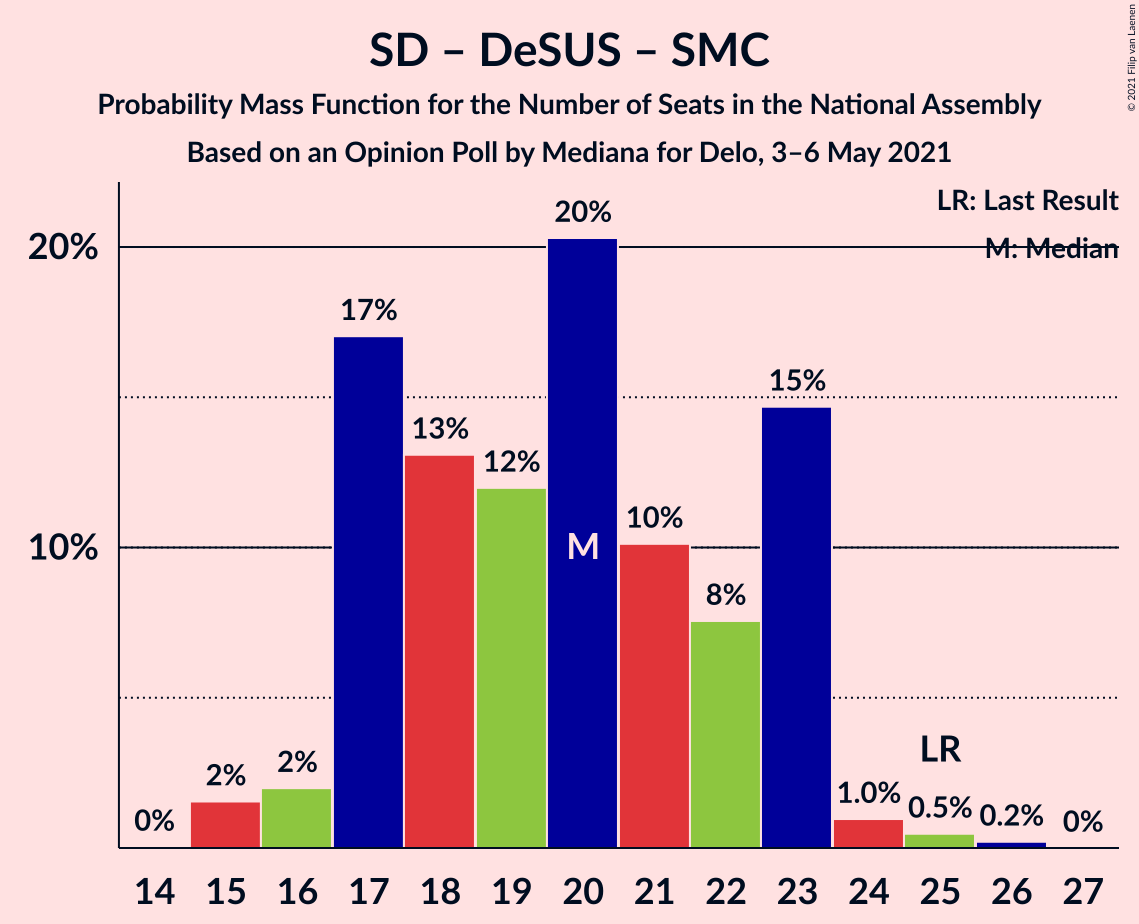 SD – DeSUS – SMC
Probability Mass Function for the Number of Seats in the National Assembly
Based on an Opinion Poll by Mediana for Delo, 3–6 May 2021
© 2021 Filip van Laenen
LR: Last Result
M: Median
20%
10%
0%
2%
2%
17%
13%
12%
20%
M
10%
8%
15%
1.0%
LR
0.5%
0.2%
0%
14 15 16 17 18 19 20 21 22 23 24 25 26 27